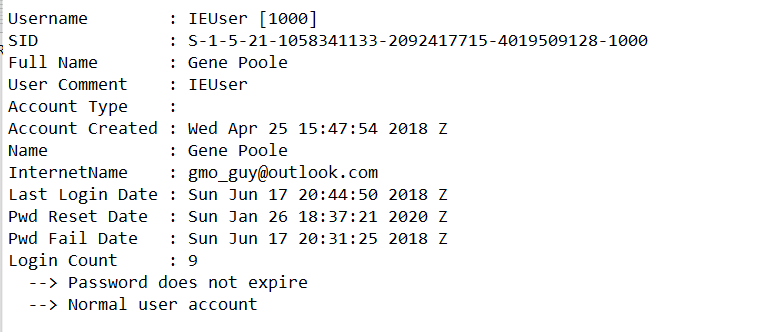 Username        : IEUser [1000]
SID             : S-1-5-21-1058341133-2092417715-4019509128-1000
Full Name       : Gene Poole
User Comment    : IEUser
Account Type    :
Account Created : Wed Apr 25 15:47:54 2018 Z
Name            : Gene Poole
InternetName    : gmo_guy@outlook.com
Last Login Date : Sun Jun 17 20:44:50 2018 Z
Pwd Reset Date  : Sun Jan 26 18:37:21 2020 Z
Pwd Fail Date   : Sun Jun 17 20:31:25 2018 Z
Login Count     : 9
  --> Password does not expire
  --> Normal user account